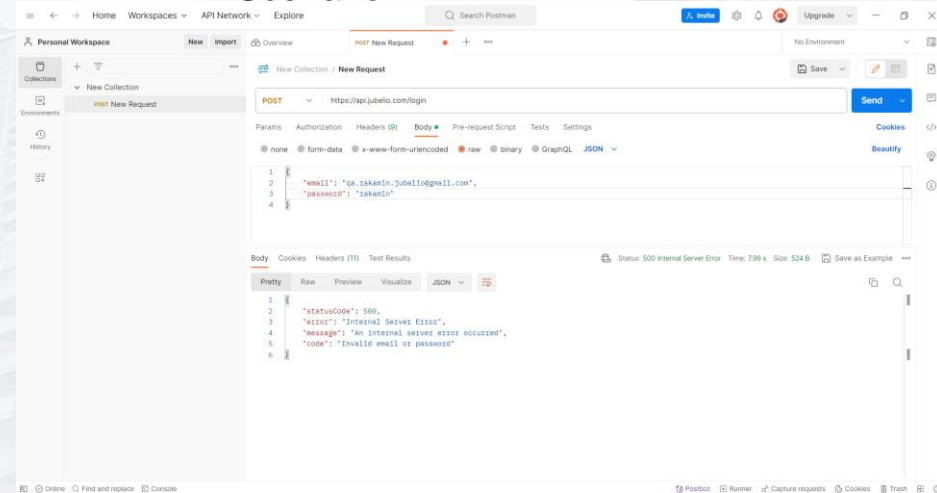 Home Workspaces API Network Explore Search Postman Invite Upgrade
Personal Workspace New Import Overview POST New Request No Environment
Collections
New Collection / New Request Save
New Collection
POST New Request
POST https://api.jubelio.com/login Send
Environments
Params Authorization Headers (9) Body Pre-request Script Tests Settings Cookies
History
none form-data x-www-form-urlencoded raw binary GraphQL JSON Beautify
1 {
2 "email": "qa.rakamin.jubelio@gmail.com",
3 "password": "rakamin"
4 }
Body Cookies Headers (11) Test Results Status: 500 Internal Server Error Time: 7.99 s Size: 524 B Save as Example
Pretty Raw Preview Visualize JSON
1 {
2 "statusCode": 500,
3 "error": "Internal Server Error",
4 "message": "An internal server error occurred",
5 "code": "Invalid email or password"
6 }
Online Find and replace Console Postbot Runner Capture requests Cookies Trash